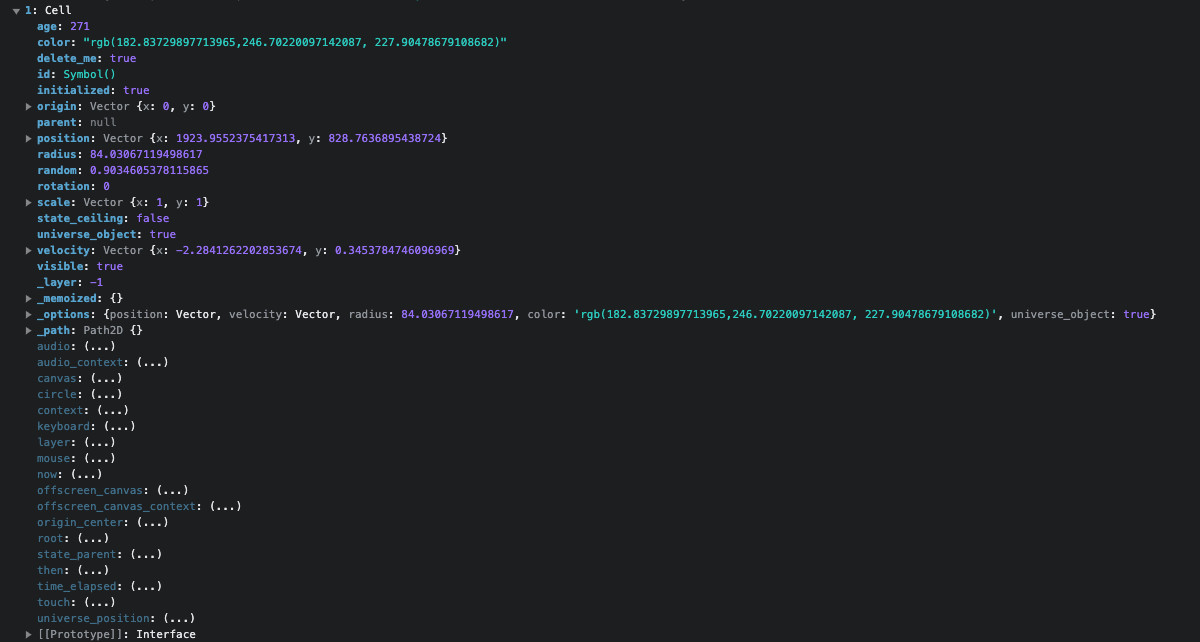 ▼ 1: Cell
age: 271
color: "rgb(182.83729897713965,246.70220097142087, 227.90478679108682)"
delete_me: true
id: Symbol()
initialized: true
▶ origin: Vector {x: 0, y: 0}
parent: null
▶ position: Vector {x: 1923.9552375417313, y: 828.7636895438724}
radius: 84.03067119498617
random: 0.9034605378115865
rotation: 0
▶ scale: Vector {x: 1, y: 1}
state_ceiling: false
universe_object: true
▶ velocity: Vector {x: -2.2841262202853674, y: 0.3453784746096969}
visible: true
_layer: -1
▶ _memoized: {}
▶ _options: {position: Vector, velocity: Vector, radius: 84.03067119498617, color: 'rgb(182.83729897713965,246.70220097142087, 227.90478679108682)', universe_object: true}
▶ _path: Path2D {}
audio: (...)
audio_context: (...)
canvas: (...)
circle: (...)
context: (...)
keyboard: (...)
layer: (...)
mouse: (...)
now: (...)
offscreen_canvas: (...)
offscreen_canvas_context: (...)
origin_center: (...)
root: (...)
state_parent: (...)
then: (...)
time_elapsed: (...)
touch: (...)
universe_position: (...)
▶ [[Prototype]]: Interface